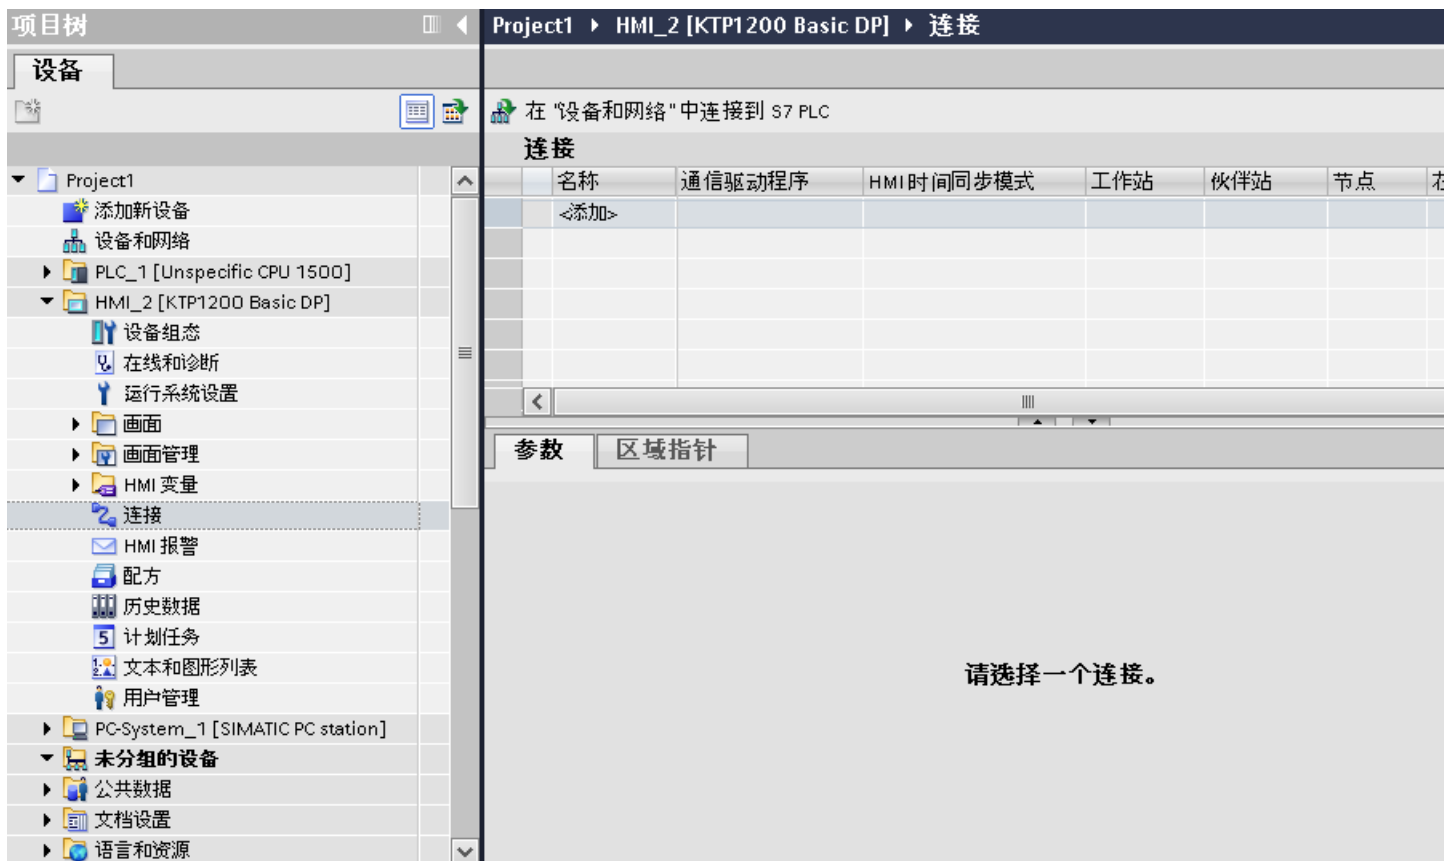 项目树
Project1 HMI_2 [KTP1200 Basic DP] 连接
设备
在 "设备和网络" 中连接到 S7 PLC
连接
名称 通信驱动程序 HMI时间同步模式 工作站 伙伴站 节点
<添加>
Project1
添加新设备
设备和网络
PLC_1 [Unspecific CPU 1500]
HMI_2 [KTP1200 Basic DP]
设备组态
在线和诊断
运行系统设置
画面
画面管理
HMI 变量
连接
HMI 报警
配方
历史数据
计划任务
文本和图形列表
用户管理
PC-System_1 [SIMATIC PC station]
未分组的设备
公共数据
文档设置
语言和资源
参数 区域指针
请选择一个连接。